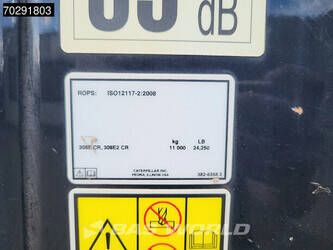 70291803
dB
ROPS: ISO12117-2:2008
kg LB
308E CR, 308E2 CR 11 000 24,250
CATERPILLAR INC.
PEORIA, ILLINOIS USA
BAS WORLD